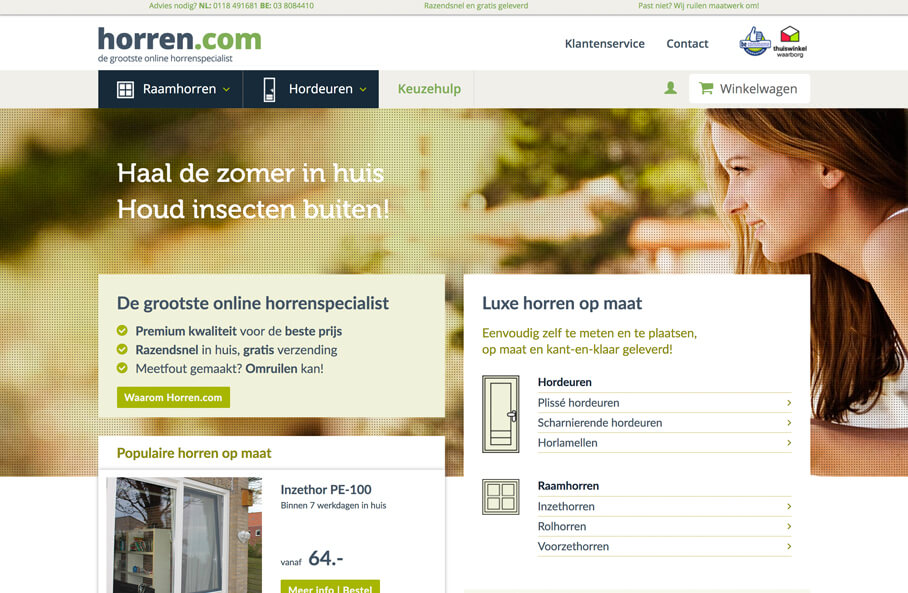 Advies nodig? NL: 0118 491681 BE: 03 8084410
Razendsnel en gratis geleverd
Past niet? Wij ruilen maatwerk om!
horren.com
de grootste online horrenspecialist
Klantenservice
Contact
thuiswinkel
waarborg
Raamhorren
Hordeuren
Keuzehulp
Winkelwagen
Haal de zomer in huis
Houd insecten buiten!
De grootste online horrenspecialist
Premium kwaliteit voor de beste prijs
Razendsnel in huis, gratis verzending
Meetfout gemaakt? Omruilen kan!
Waarom Horren.com
Populaire horren op maat
Inzethor PE-100
Binnen 7 werkdagen in huis
vanaf 64.-
Meer info | Bestel
Luxe horren op maat
Eenvoudig zelf te meten en te plaatsen,
op maat en kant-en-klaar geleverd!
Hordeuren
Plissé hordeuren
Scharnierende hordeuren
Horlamellen
Raamhorren
Inzethorren
Rolhorren
Voorzethorren